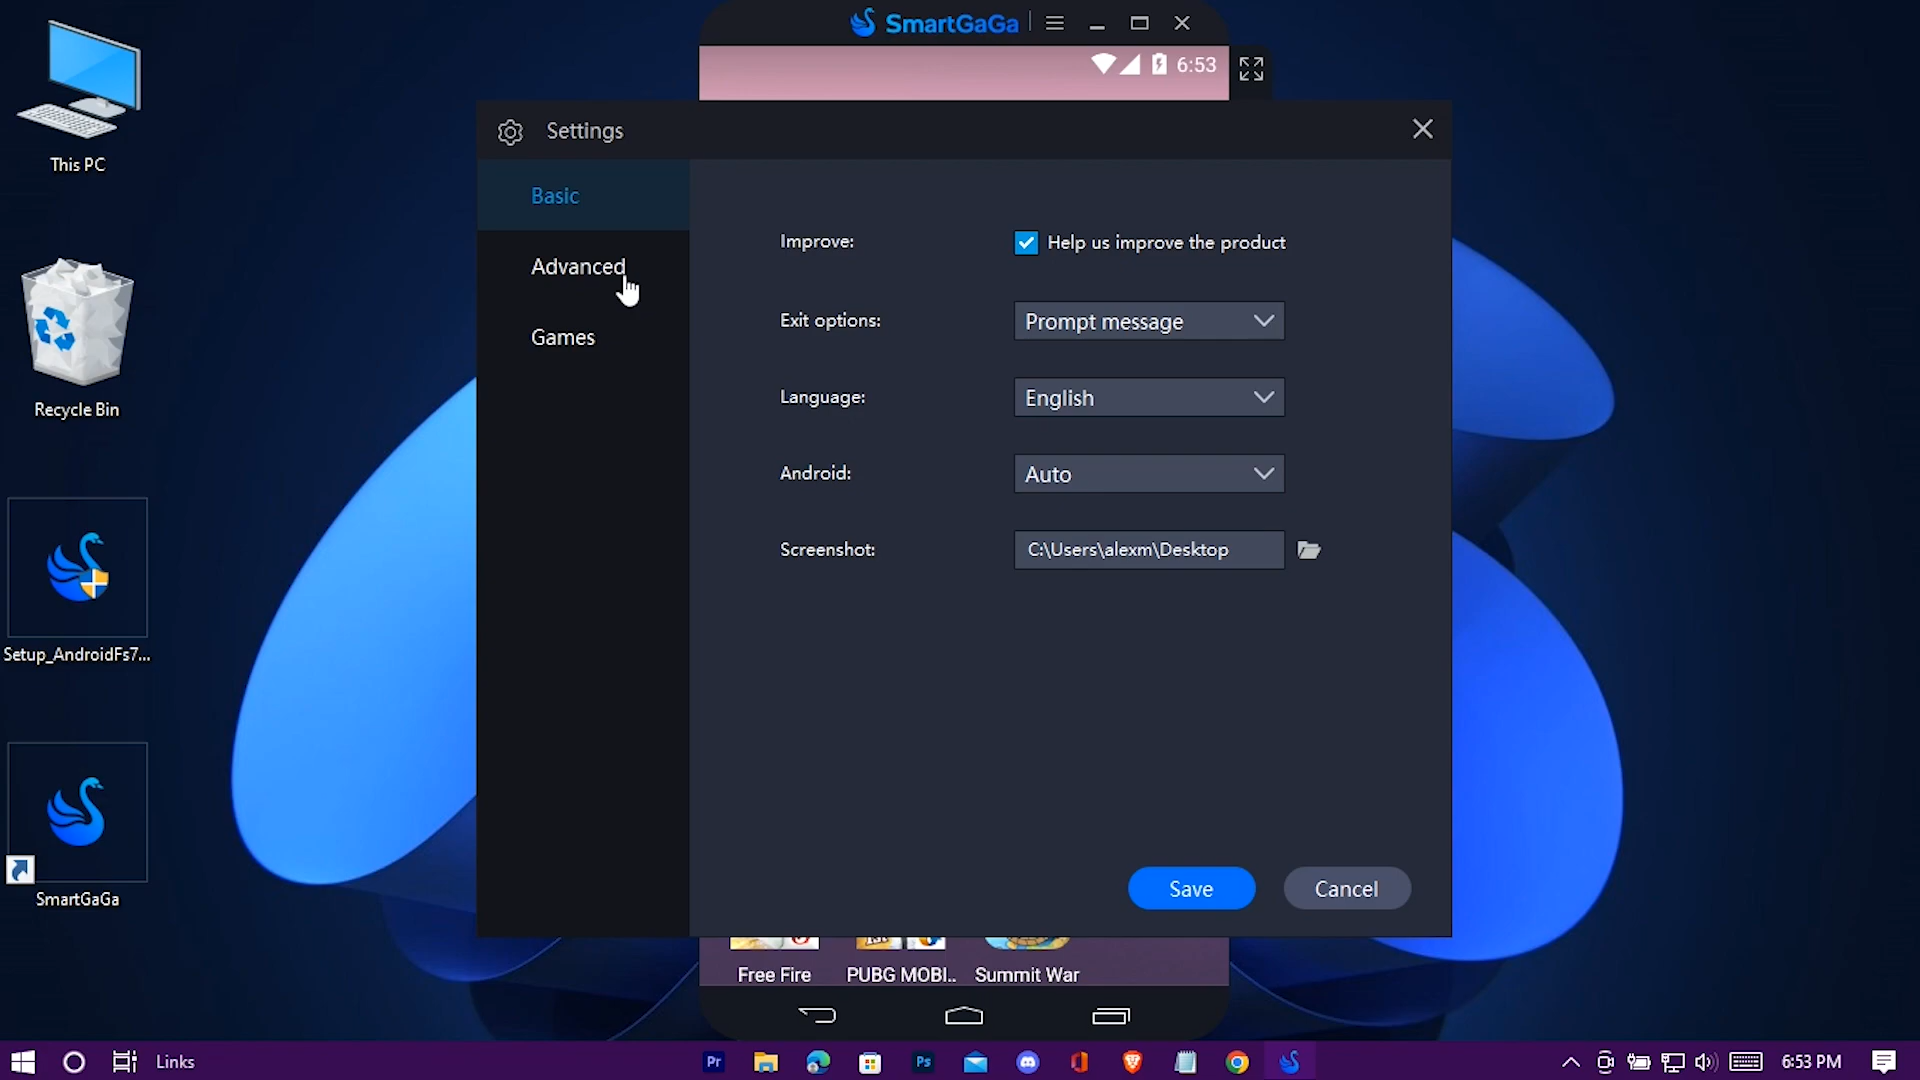 SmartGaGa
6:53
Settings
Basic
Advanced
Games
Improve:
Help us improve the product
Exit options:
Prompt message
Language:
English
Android:
Auto
Screenshot:
C:\Users\alexm\Desktop
Save
Cancel
This PC
Recycle Bin
Setup_AndroidFs7...
SmartGaGa
Free Fire
PUBG MOBI..
Summit War
Links
Pr
Ps
6:53 PM